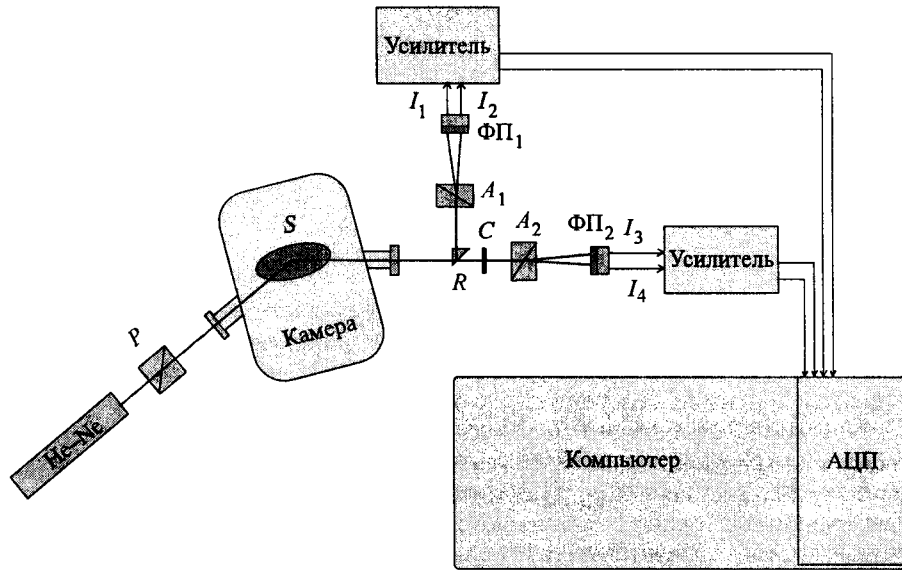 Усилитель
I₁ I₂
ФП₁
A₁
S
C A₂ ФП₂ I₃
Усилитель
R
I₄
Камера
P
He–Ne
Компьютер АЦП